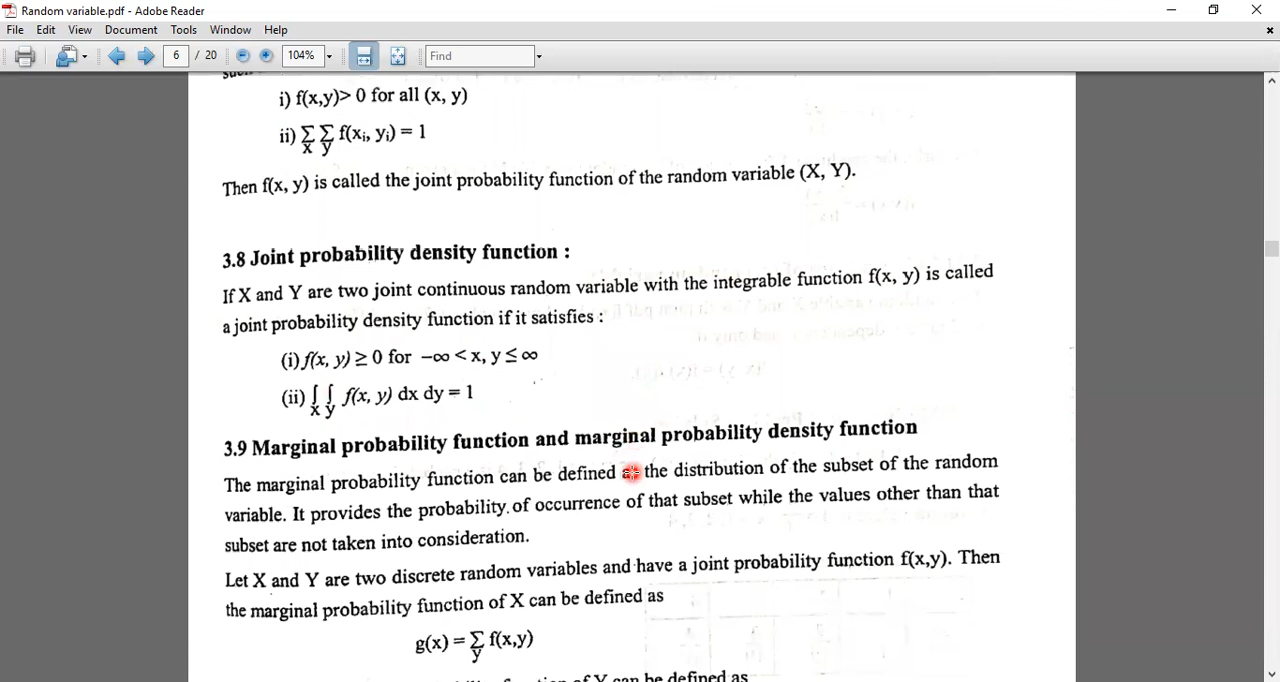 Random variable.pdf - Adobe Reader
File Edit View Document Tools Window Help
6 / 20 104% Find
i) f(x,y)> 0 for all (x, y)
ii) ∑ ∑ f(xᵢ, yᵢ) = 1
x y
Then f(x, y) is called the joint probability function of the random variable (X, Y).
3.8 Joint probability density function :
If X and Y are two joint continuous random variable with the integrable function f(x, y) is called
a joint probability density function if it satisfies :
(i) f(x, y) ≥ 0 for −∞ < x, y ≤ ∞
(ii) ∫ ∫ f(x, y) dx dy = 1
x y
3.9 Marginal probability function and marginal probability density function
The marginal probability function can be defined as the distribution of the subset of the random
variable. It provides the probability of occurrence of that subset while the values other than that
subset are not taken into consideration.
Let X and Y are two discrete random variables and have a joint probability function f(x,y). Then
the marginal probability function of X can be defined as
g(x) = ∑ f(x,y)
y
of Y can be defined as